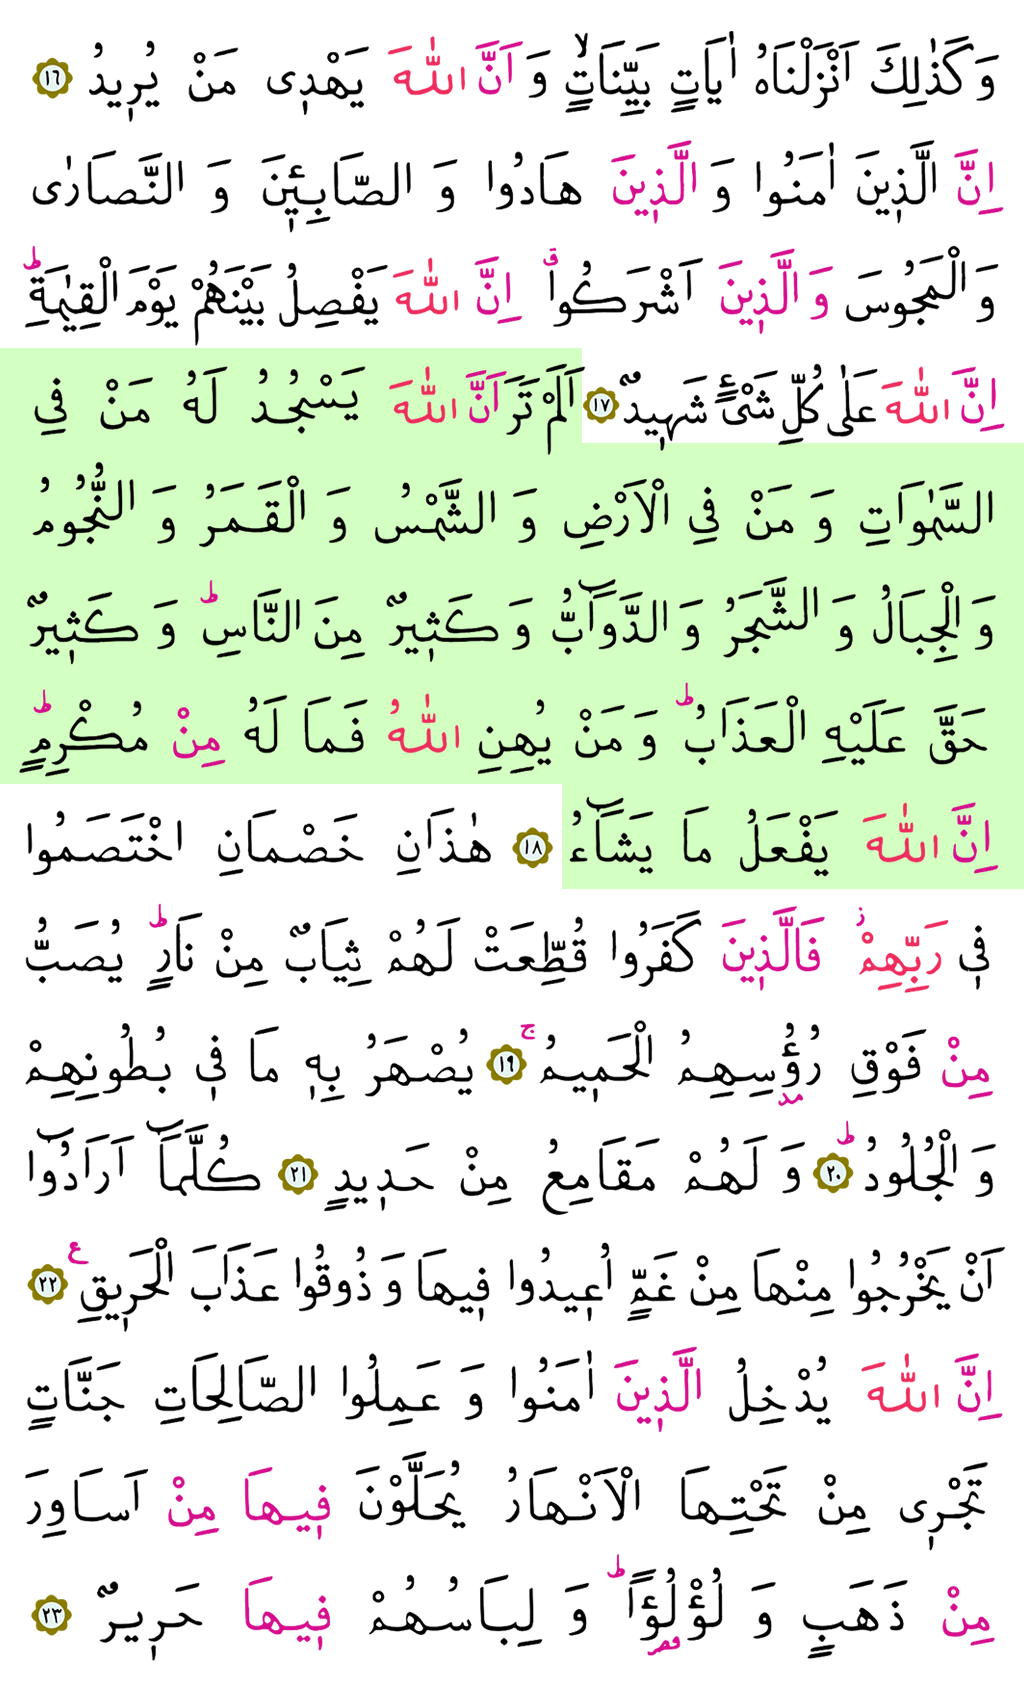 وَكَذٰلِكَ اَنْزَلْنَاهُ اٰيَاتٍ بَيِّنَاتٍۙ وَ اَنَّ اللّٰهَ يَهْد۪ى مَنْ يُر۪يدُ ﴿١٦﴾
اِنَّ الَّذ۪ينَ اٰمَنُوا وَ الَّذ۪ينَ هَادُوا وَ الصَّابِـ۪ٔينَ وَ النَّصَارٰى
وَ الْمَجُوسَ وَ الَّذ۪ينَ اَشْرَكُواۗ اِنَّ اللّٰهَ يَفْصِلُ بَيْنَهُمْ يَوْمَ الْقِيٰمَةِۜ
اِنَّ اللّٰهَ عَلٰى كُلِّ شَىْءٍ شَه۪يدٌ ﴿١٧﴾ اَلَمْ تَرَ اَنَّ اللّٰهَ يَسْجُدُ لَهُ مَنْ فِى
السَّمٰوَاتِ وَ مَنْ فِى الْاَرْضِ وَ الشَّمْسُ وَ الْقَمَرُ وَ النُّجُومُ
وَ الْجِبَالُ وَ الشَّجَرُ وَ الدَّوَٓابُّ وَ كَث۪يرٌ مِنَ النَّاسِۜ وَ كَث۪يرٌ
حَقَّ عَلَيْهِ الْعَذَابُۜ وَ مَنْ يُهِنِ اللّٰهُ فَمَا لَهُ مِنْ مُكْرِمٍۜ
اِنَّ اللّٰهَ يَفْعَلُ مَا يَشَٓاءُ ﴿١٨﴾ هٰذَانِ خَصْمَانِ اخْتَصَمُوا
ف۪ى رَبِّهِمْۘ فَالَّذ۪ينَ كَفَرُوا قُطِّعَتْ لَهُمْ ثِيَابٌ مِنْ نَارٍۜ يُصَبُّ
مِنْ فَوْقِ رُؤُ۫سِهِمُ الْحَم۪يمُۚ ﴿١٩﴾ يُصْهَرُ بِه۪ مَا ف۪ى بُطُونِهِمْ
وَ الْجُلُودُۜ ﴿٢٠﴾ وَ لَهُمْ مَقَامِعُ مِنْ حَد۪يدٍ ﴿٢١﴾ كُلَّمَٓا اَرَادُٓوا
اَنْ يَخْرُجُوا مِنْهَا مِنْ غَمٍّ اُع۪يدُوا ف۪يهَا وَ ذُوقُوا عَذَابَ الْحَر۪يقِ ع ﴿٢٢﴾
اِنَّ اللّٰهَ يُدْخِلُ الَّذ۪ينَ اٰمَنُوا وَ عَمِلُوا الصَّالِحَاتِ جَنَّاتٍ
تَجْر۪ى مِنْ تَحْتِهَا الْاَنْهَارُ يُحَلَّوْنَ ف۪يهَا مِنْ اَسَاوِرَ
مِنْ ذَهَبٍ وَ لُؤْلُؤًاۜ وَ لِبَاسُهُمْ ف۪يهَا حَر۪يرٌ ﴿٢٣﴾